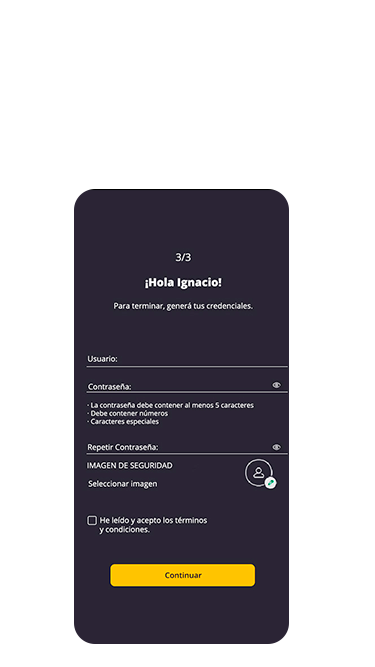 3/3
¡Hola Ignacio!
Para terminar, generá tus credenciales.
Usuario:
Contraseña:
· La contraseña debe contener al menos 5 caracteres
· Debe contener números
· Caracteres especiales
Repetir Contraseña:
IMAGEN DE SEGURIDAD
Seleccionar imagen
He leído y acepto los términos
y condiciones.
Continuar